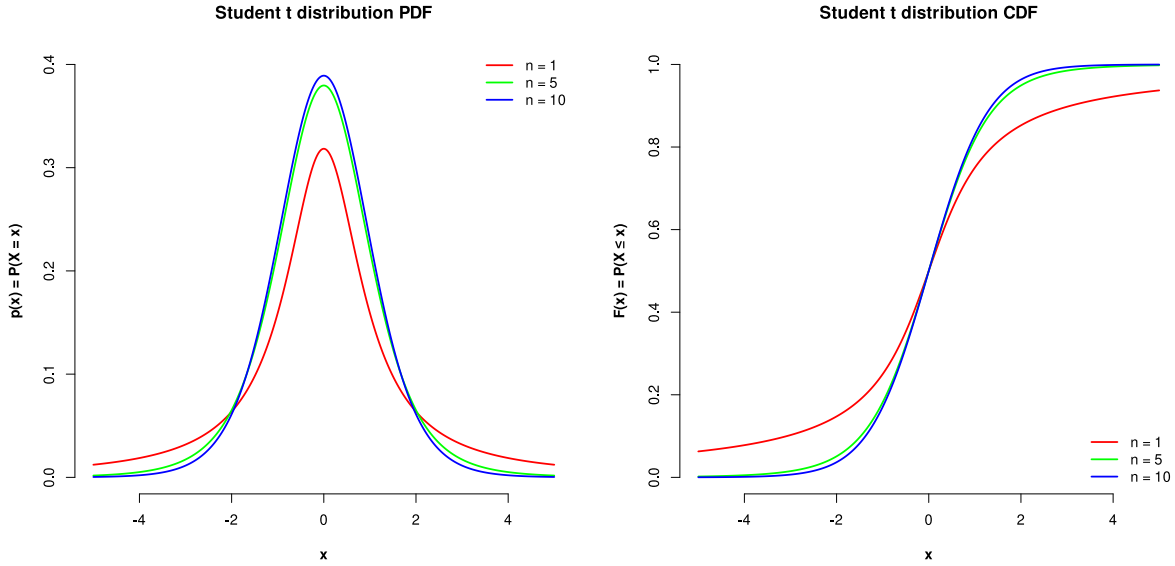 Student t distribution PDF
p(x) = P(X = x)
0.4
0.3
0.2
0.1
0.0
-4 -2 0 2 4
x
n = 1
n = 5
n = 10
Student t distribution CDF
F(x) = P(X ≤ x)
1.0
0.8
0.6
0.4
0.2
0.0
-4 -2 0 2 4
x
n = 1
n = 5
n = 10